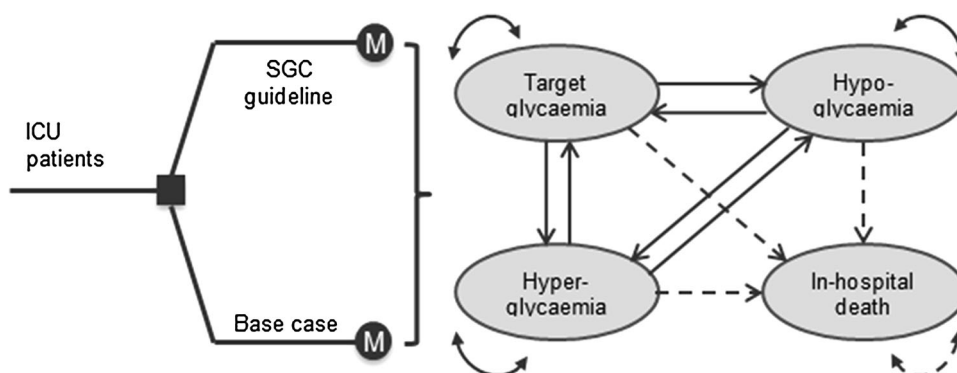 ICU
patients
SGC
guideline
M
Base case
M
Target
glycaemia
Hypo-
glycaemia
Hyper-
glycaemia
In-hospital
death